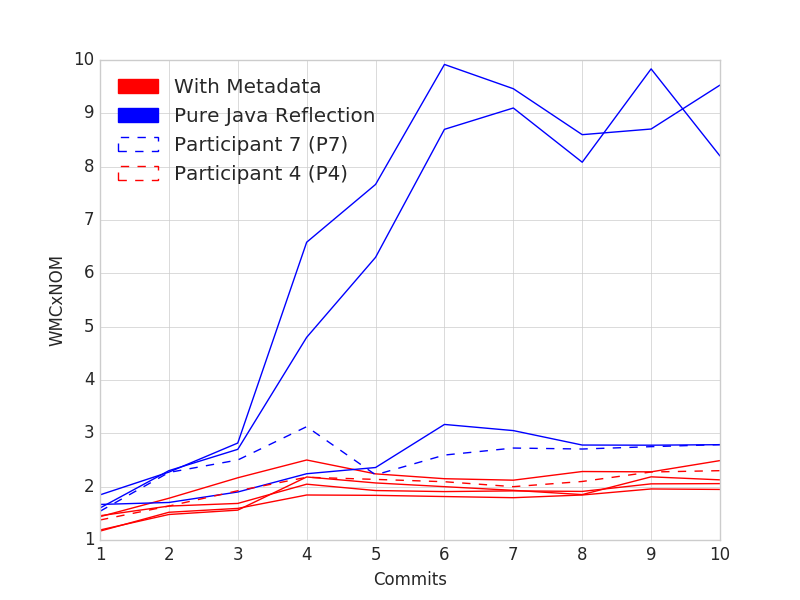 10
9
8
7
6
5
4
3
2
1
WMCxNOM
With Metadata
Pure Java Reflection
Participant 7 (P7)
Participant 4 (P4)
1 2 3 4 5 6 7 8 9 10
Commits